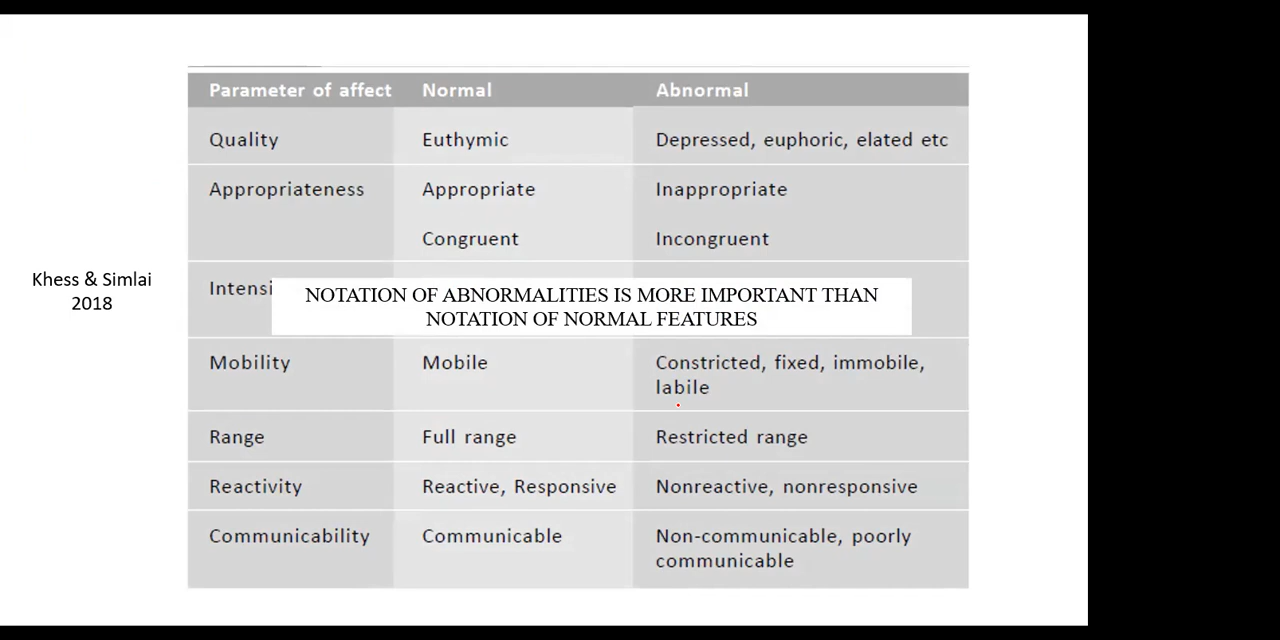 Parameter of affect Normal Abnormal
Quality Euthymic Depressed, euphoric, elated etc
Appropriateness Appropriate Inappropriate
Congruent Incongruent
Khess & Simlai
2018
NOTATION OF ABNORMALITIES IS MORE IMPORTANT THAN
NOTATION OF NORMAL FEATURES
Mobility Mobile Constricted, fixed, immobile,
labile
Range Full range Restricted range
Reactivity Reactive, Responsive Nonreactive, nonresponsive
Communicability Communicable Non-communicable, poorly
communicable